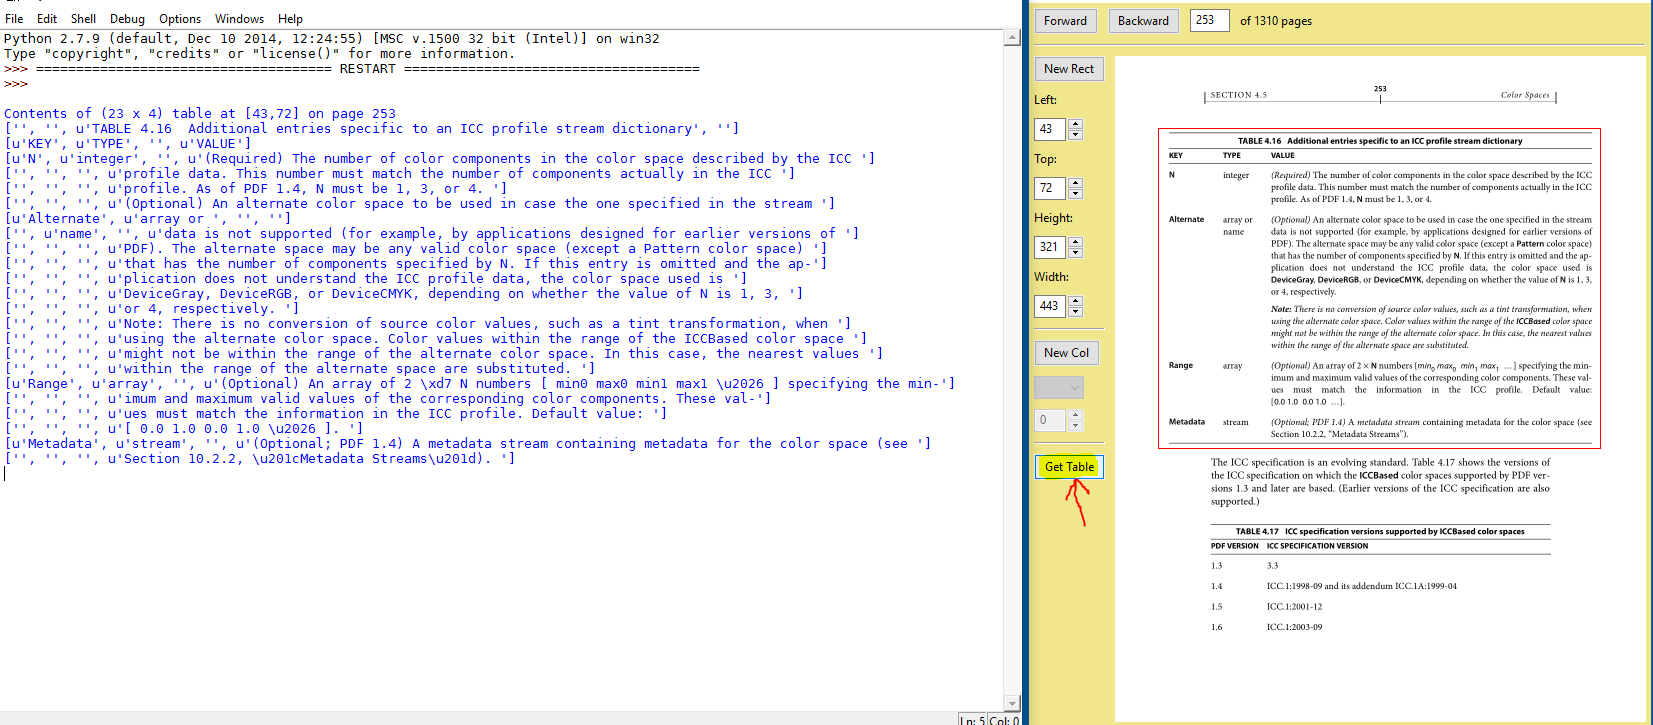 File Edit Shell Debug Options Windows Help
Python 2.7.9 (default, Dec 10 2014, 12:24:55) [MSC v.1500 32 bit (Intel)] on win32
Type "copyright", "credits" or "license()" for more information.
>>> ===================================== RESTART =====================================
>>>
Contents of (23 x 4) table at [43,72] on page 253
['', '', u'TABLE 4.16  Additional entries specific to an ICC profile stream dictionary', '']
[u'KEY', u'TYPE', '', u'VALUE']
[u'N', u'integer', '', u'(Required) The number of color components in the color space described by the ICC ']
['', '', '', u'profile data. This number must match the number of components actually in the ICC ']
['', '', '', u'profile. As of PDF 1.4, N must be 1, 3, or 4. ']
['', '', '', u'(Optional) An alternate color space to be used in case the one specified in the stream ']
[u'Alternate', u'array or ', '', '']
['', u'name', '', u'data is not supported (for example, by applications designed for earlier versions of ']
['', '', '', u'PDF). The alternate space may be any valid color space (except a Pattern color space) ']
['', '', '', u'that has the number of components specified by N. If this entry is omitted and the ap-']
['', '', '', u'plication does not understand the ICC profile data, the color space used is ']
['', '', '', u'DeviceGray, DeviceRGB, or DeviceCMYK, depending on whether the value of N is 1, 3, ']
['', '', '', u'or 4, respectively. ']
['', '', '', u'Note: There is no conversion of source color values, such as a tint transformation, when ']
['', '', '', u'using the alternate color space. Color values within the range of the ICCBased color space ']
['', '', '', u'might not be within the range of the alternate color space. In this case, the nearest values ']
['', '', '', u'within the range of the alternate space are substituted. ']
[u'Range', u'array', '', u'(Optional) An array of 2 \xd7 N numbers [ min0 max0 min1 max1 \u2026 ] specifying the min-']
['', '', '', u'imum and maximum valid values of the corresponding color components. These val-']
['', '', '', u'ues must match the information in the ICC profile. Default value: ']
['', '', '', u'[ 0.0 1.0 0.0 1.0 \u2026 ]. ']
[u'Metadata', u'stream', '', u'(Optional; PDF 1.4) A metadata stream containing metadata for the color space (see ']
['', '', '', u'Section 10.2.2, \u201cMetadata Streams\u201d). ']
Ln: 5 Col: 0
Forward Backward 253 of 1310 pages
New Rect
Left:
43
Top:
72
Height:
321
Width:
443
New Col
0
Get Table
253
SECTION 4.5 Color Spaces
TABLE 4.16 Additional entries specific to an ICC profile stream dictionary
KEY TYPE VALUE
N integer (Required) The number of color components in the color space described by the ICC
profile data. This number must match the number of components actually in the ICC
profile. As of PDF 1.4, N must be 1, 3, or 4.
Alternate array or (Optional) An alternate color space to be used in case the one specified in the stream
name data is not supported (for example, by applications designed for earlier versions of
PDF). The alternate space may be any valid color space (except a Pattern color space)
that has the number of components specified by N. If this entry is omitted and the ap-
plication does not understand the ICC profile data, the color space used is
DeviceGray, DeviceRGB, or DeviceCMYK, depending on whether the value of N is 1, 3,
or 4, respectively.
Note: There is no conversion of source color values, such as a tint transformation, when
using the alternate color space. Color values within the range of the ICCBased color space
might not be within the range of the alternate color space. In this case, the nearest values
within the range of the alternate space are substituted.
Range array (Optional) An array of 2 × N numbers [min0 max0 min1 max1 …] specifying the min-
imum and maximum valid values of the corresponding color components. These val-
ues must match the information in the ICC profile. Default value:
[0.0 1.0 0.0 1.0 …].
Metadata stream (Optional; PDF 1.4) A metadata stream containing metadata for the color space (see
Section 10.2.2, “Metadata Streams”).
The ICC specification is an evolving standard. Table 4.17 shows the versions of
the ICC specification on which the ICCBased color spaces supported by PDF ver-
sions 1.3 and later are based. (Earlier versions of the ICC specification are also
supported.)
TABLE 4.17 ICC specification versions supported by ICCBased color spaces
PDF VERSION ICC SPECIFICATION VERSION
1.3 3.3
1.4 ICC.1:1998-09 and its addendum ICC.1A:1999-04
1.5 ICC.1:2001-12
1.6 ICC.1:2003-09